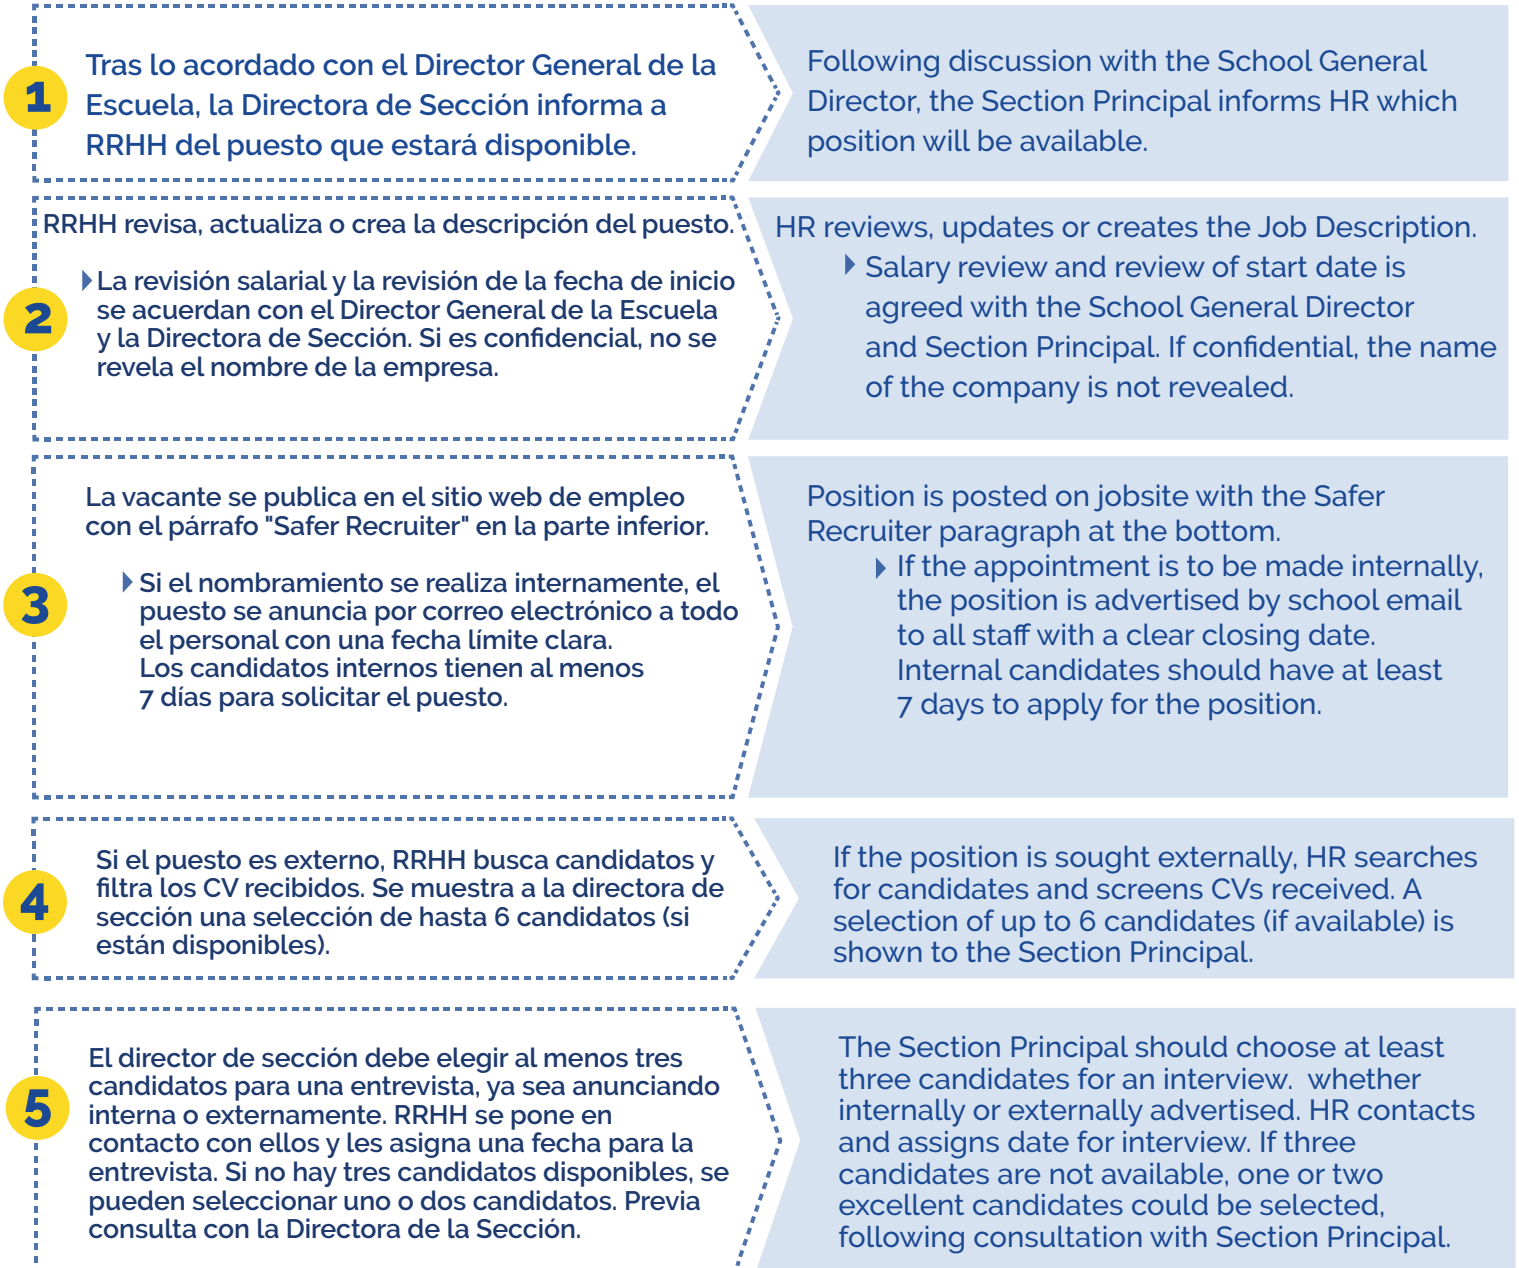 1
Tras lo acordado con el Director General de la
Escuela, la Directora de Sección informa a
RRHH del puesto que estará disponible.
Following discussion with the School General
Director, the Section Principal informs HR which
position will be available.
2
RRHH revisa, actualiza o crea la descripción del puesto.
La revisión salarial y la revisión de la fecha de inicio
se acuerdan con el Director General de la Escuela
y la Directora de Sección. Si es confidencial, no se
revela el nombre de la empresa.
HR reviews, updates or creates the Job Description.
Salary review and review of start date is
agreed with the School General Director
and Section Principal. If confidential, the name
of the company is not revealed.
3
La vacante se publica en el sitio web de empleo
con el párrafo "Safer Recruiter" en la parte inferior.
Si el nombramiento se realiza internamente, el
puesto se anuncia por correo electrónico a todo
el personal con una fecha límite clara.
Los candidatos internos tienen al menos
7 días para solicitar el puesto.
Position is posted on jobsite with the Safer
Recruiter paragraph at the bottom.
If the appointment is to be made internally,
the position is advertised by school email
to all staff with a clear closing date.
Internal candidates should have at least
7 days to apply for the position.
4
Si el puesto es externo, RRHH busca candidatos y
filtra los CV recibidos. Se muestra a la directora de
sección una selección de hasta 6 candidatos (si
están disponibles).
If the position is sought externally, HR searches
for candidates and screens CVs received. A
selection of up to 6 candidates (if available) is
shown to the Section Principal.
5
El director de sección debe elegir al menos tres
candidatos para una entrevista, ya sea anunciando
interna o externamente. RRHH se pone en
contacto con ellos y les asigna una fecha para la
entrevista. Si no hay tres candidatos disponibles, se
pueden seleccionar uno o dos candidatos. Previa
consulta con la Directora de la Sección.
The Section Principal should choose at least
three candidates for an interview. whether
internally or externally advertised. HR contacts
and assigns date for interview. If three
candidates are not available, one or two
excellent candidates could be selected,
following consultation with Section Principal.